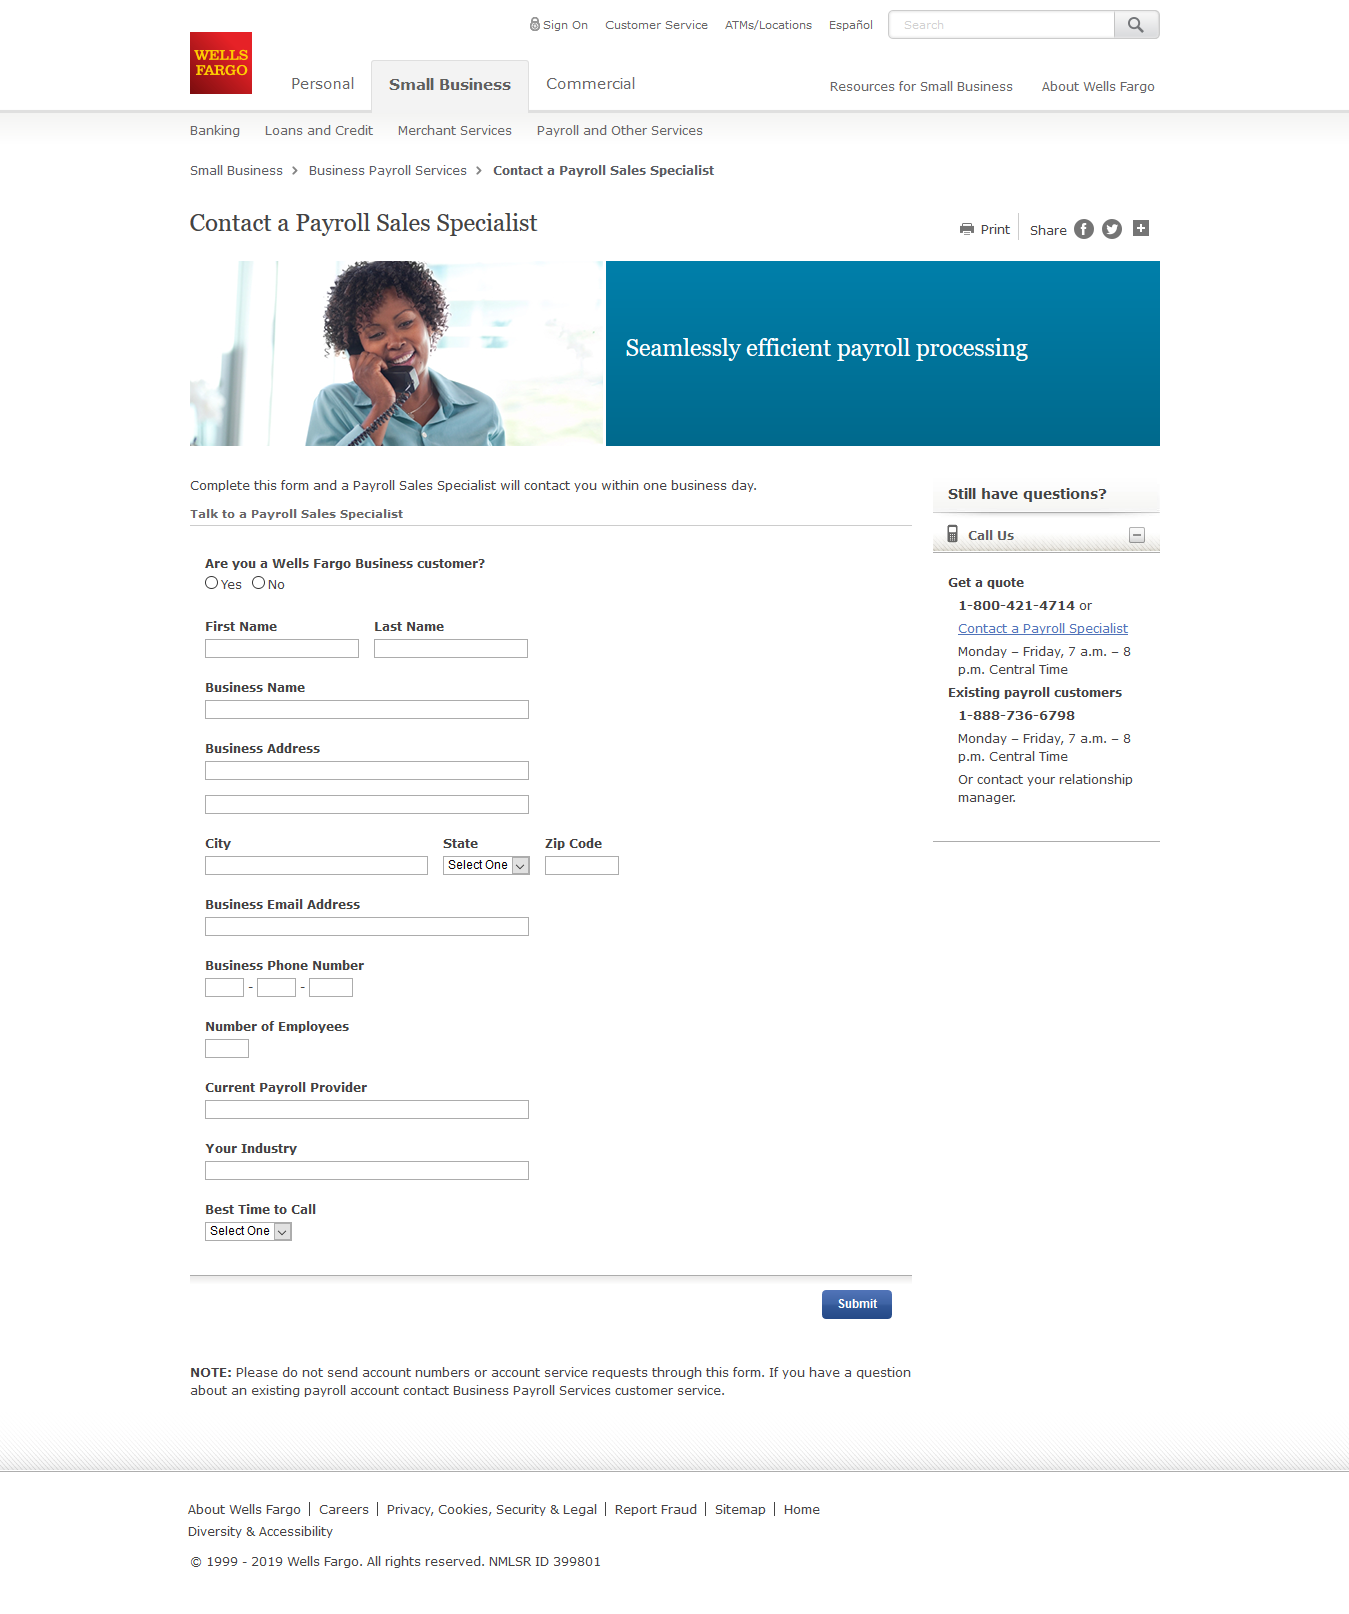 Sign On Customer Service ATMs/Locations Español Search
WELLS
FARGO
Personal Small Business Commercial Resources for Small Business About Wells Fargo
Banking Loans and Credit Merchant Services Payroll and Other Services
Small Business > Business Payroll Services > Contact a Payroll Sales Specialist
Contact a Payroll Sales Specialist
Print Share
Seamlessly efficient payroll processing
Complete this form and a Payroll Sales Specialist will contact you within one business day.
Talk to a Payroll Sales Specialist
Are you a Wells Fargo Business customer?
Yes No
First Name Last Name
Business Name
Business Address
City State Zip Code
Select One
Business Email Address
Business Phone Number
- -
Number of Employees
Current Payroll Provider
Your Industry
Best Time to Call
Select One
Submit
NOTE: Please do not send account numbers or account service requests through this form. If you have a question
about an existing payroll account contact Business Payroll Services customer service.
Still have questions?
Call Us
Get a quote
1-800-421-4714 or
Contact a Payroll Specialist
Monday – Friday, 7 a.m. – 8
p.m. Central Time
Existing payroll customers
1-888-736-6798
Monday – Friday, 7 a.m. – 8
p.m. Central Time
Or contact your relationship
manager.
About Wells Fargo | Careers | Privacy, Cookies, Security & Legal | Report Fraud | Sitemap | Home
Diversity & Accessibility
© 1999 - 2019 Wells Fargo. All rights reserved. NMLSR ID 399801